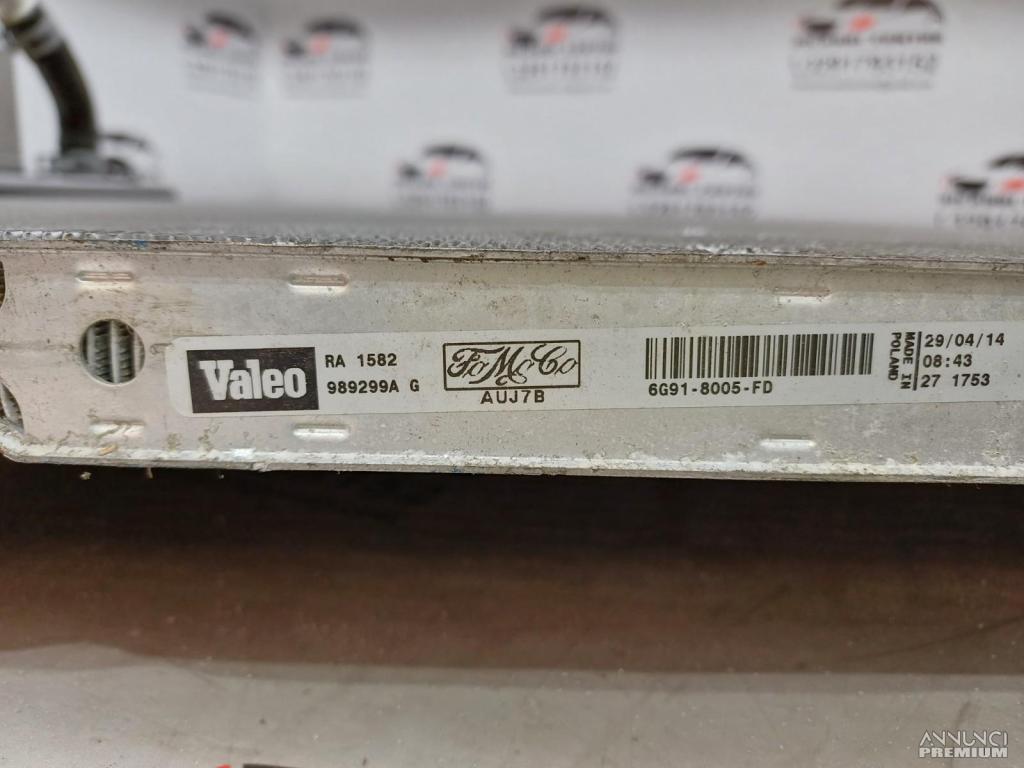 Valeo
RA 1582
989299A G
FoMoCo
AUJ7B
6G91-8005-FD
MADE IN
POLAND
29/04/14
08:43
27 1753
ANNUNCI
PREMIUM